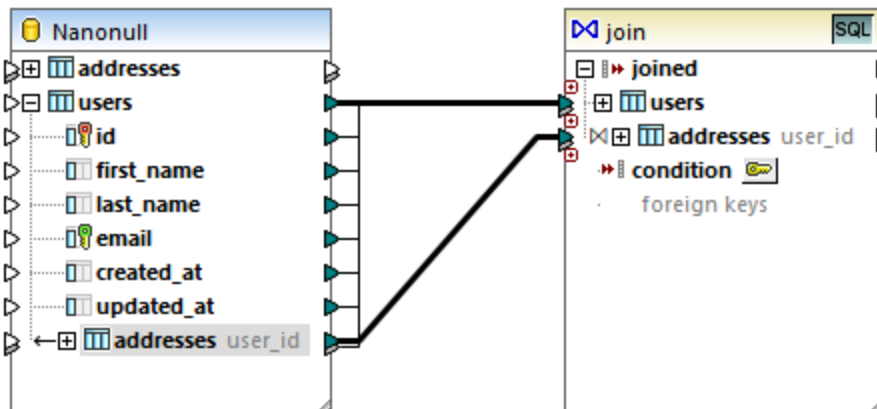 Nanonull
addresses
users
id
first_name
last_name
email
created_at
updated_at
addresses user_id
join SQL
joined
users
addresses user_id
condition
foreign keys